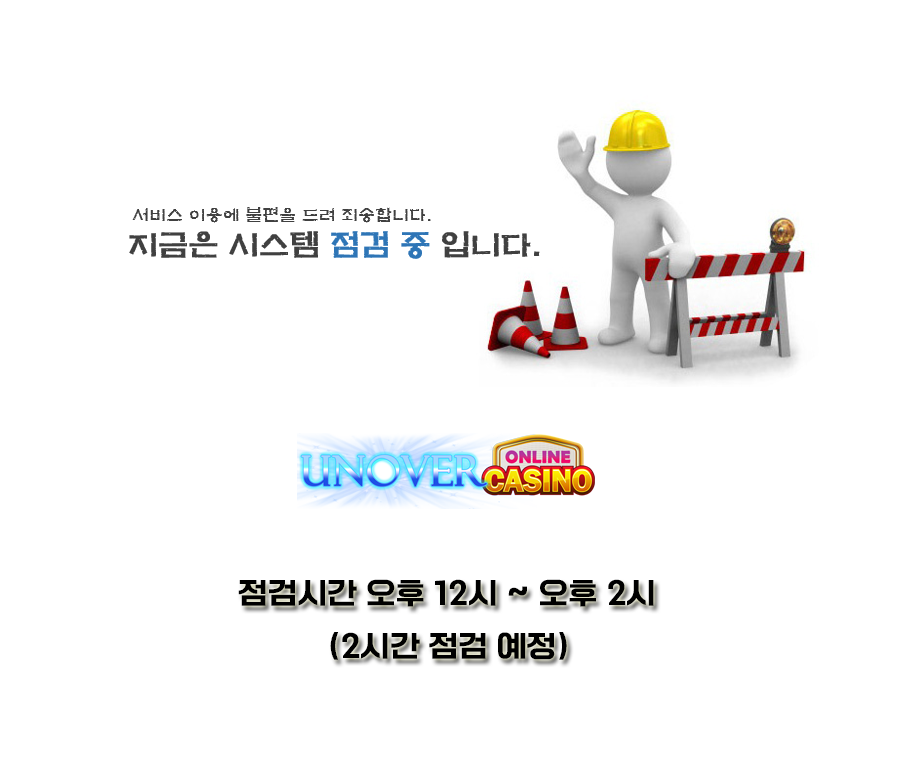 서비스 이용에 불편을 드려 죄송합니다.
지금은 시스템 점검 중 입니다.
UNOVER
ONLINE
CASINO
점검시간 오후 12시 ~ 오후 2시
(2시간 점검 예정)